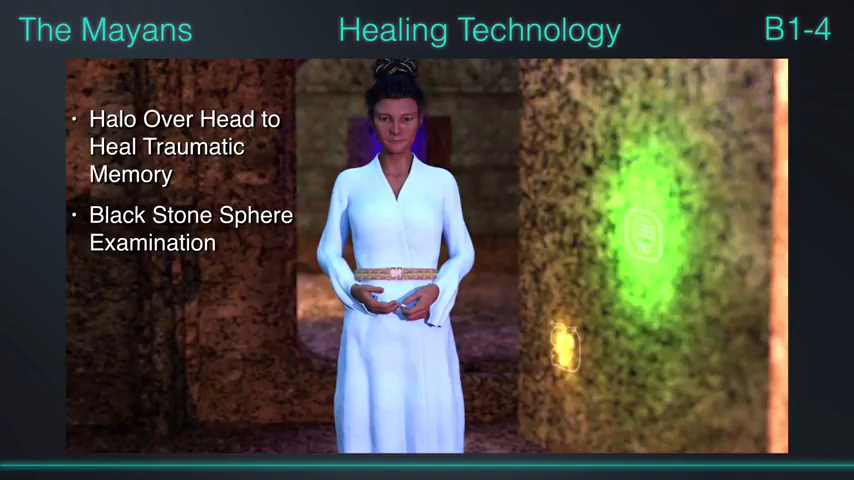 The Mayans Healing Technology B1-4
• Halo Over Head to
Heal Traumatic
Memory
• Black Stone Sphere
Examination